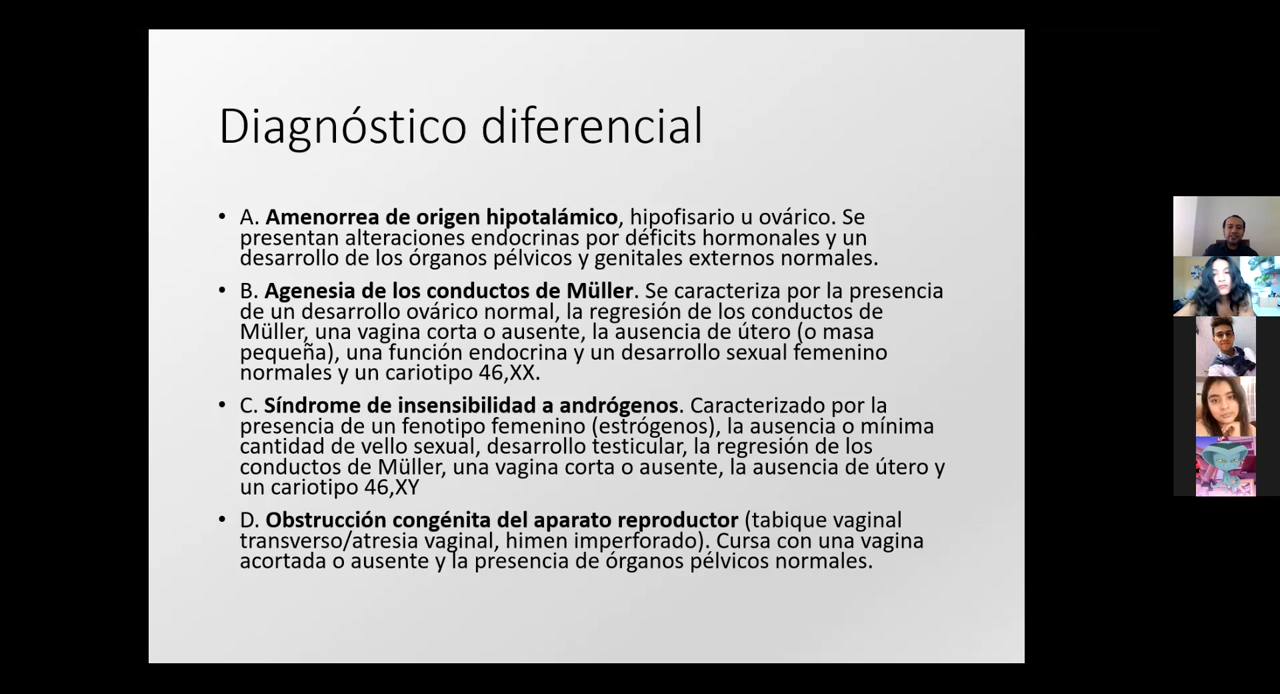 Diagnóstico diferencial
• A. Amenorrea de origen hipotalámico, hipofisario u ovárico. Se
presentan alteraciones endocrinas por déficits hormonales y un
desarrollo de los órganos pélvicos y genitales externos normales.
• B. Agenesia de los conductos de Müller. Se caracteriza por la presencia
de un desarrollo ovárico normal, la regresión de los conductos de
Müller, una vagina corta o ausente, la ausencia de útero (o masa
pequeña), una función endocrina y un desarrollo sexual femenino
normales y un cariotipo 46,XX.
• C. Síndrome de insensibilidad a andrógenos. Caracterizado por la
presencia de un fenotipo femenino (estrógenos), la ausencia o mínima
cantidad de vello sexual, desarrollo testicular, la regresión de los
conductos de Müller, una vagina corta o ausente, la ausencia de útero y
un cariotipo 46,XY
• D. Obstrucción congénita del aparato reproductor (tabique vaginal
transverso/atresia vaginal, himen imperforado). Cursa con una vagina
acortada o ausente y la presencia de órganos pélvicos normales.